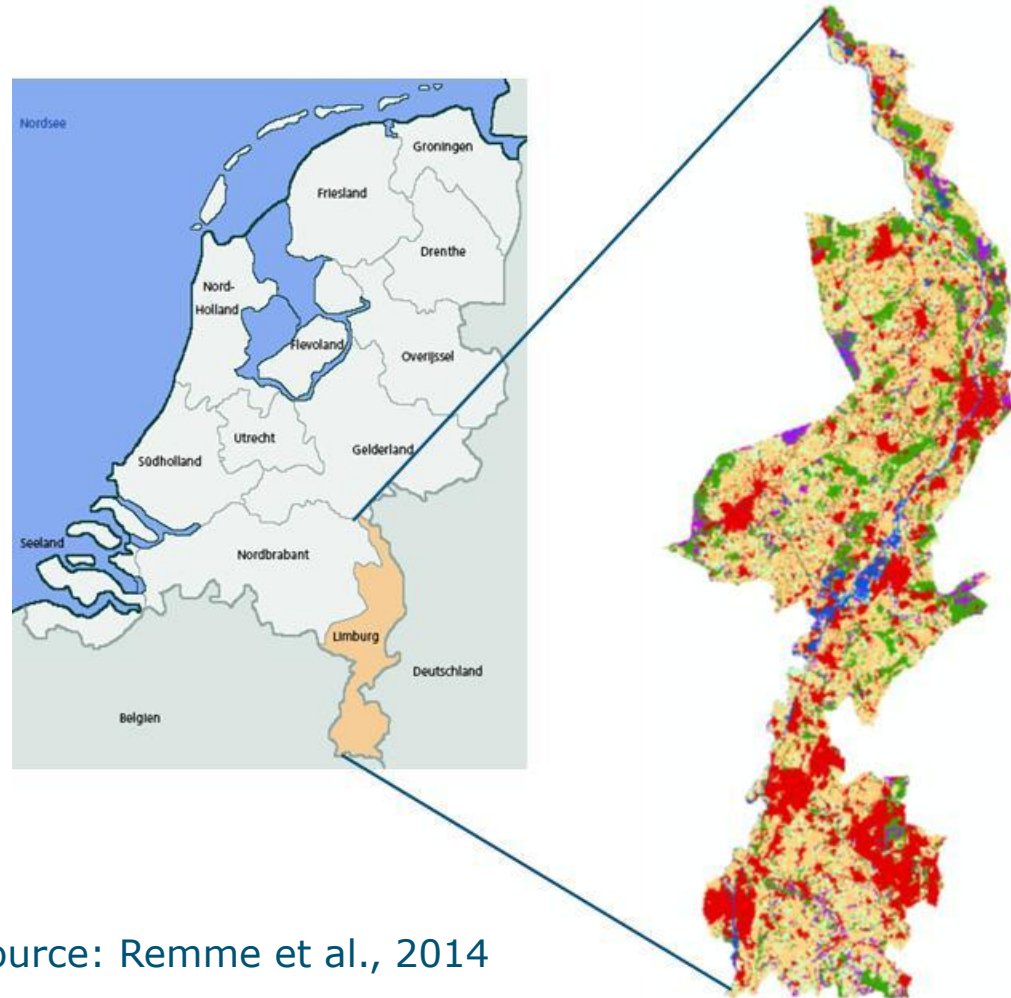 Nordsee
Groningen
Friesland
Drenthe
Nord-
Holland
Flevoland
Overijssel
Utrecht
Gelderland
Südholland
Seeland
Nordbrabant
Limburg
Deutschland
Belgien
ource: Remme et al., 2014